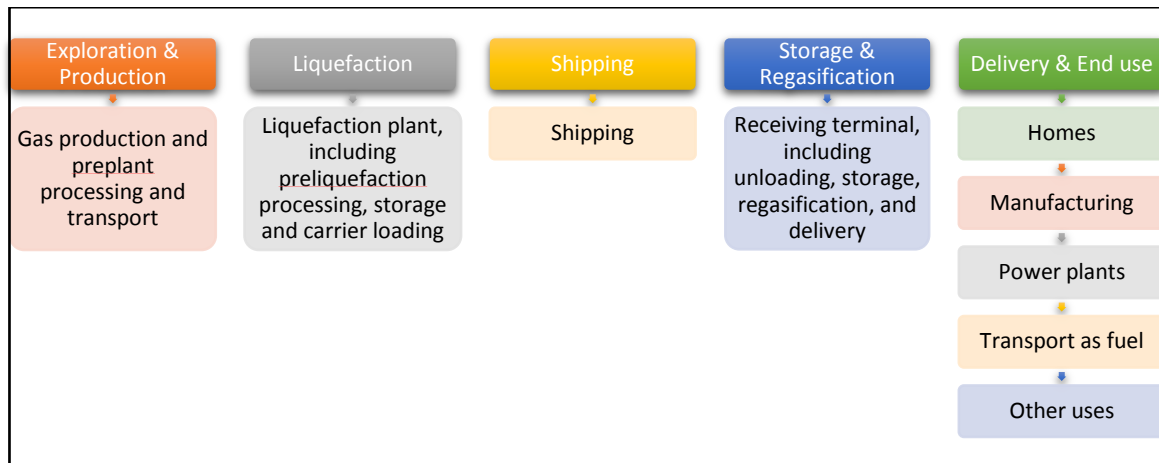 Exploration &
Production
Gas production and
preplant
processing and
transport
Liquefaction
Liquefaction plant,
including
preliquefaction
processing, storage
and carrier loading
Shipping
Shipping
Storage &
Regasification
Receiving terminal,
including
unloading, storage,
regasification, and
delivery
Delivery & End use
Homes
Manufacturing
Power plants
Transport as fuel
Other uses